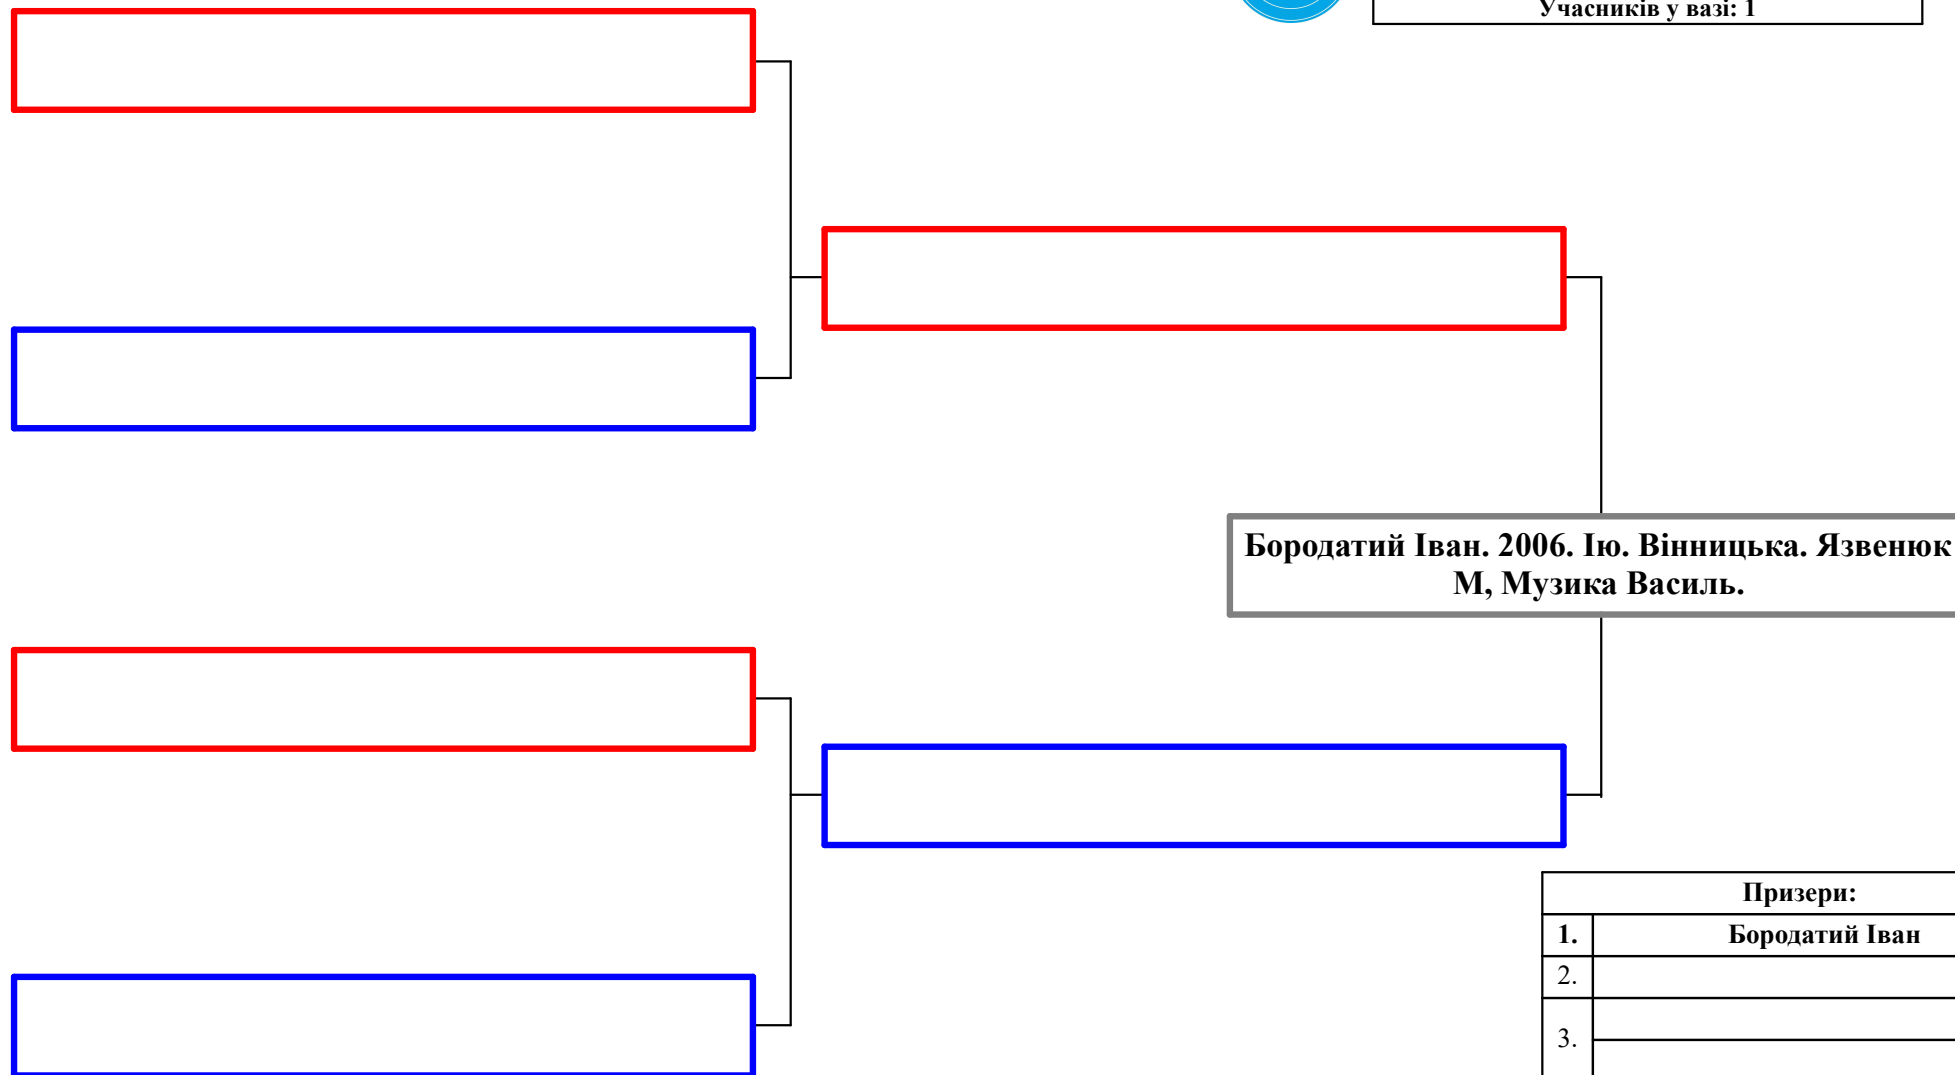 Учасників у вазі: 1
Бородатий Іван. 2006. Ію. Вінницька. Язвенюк
М, Музика Василь.
Призери:
1. Бородатий Іван
2.
3.